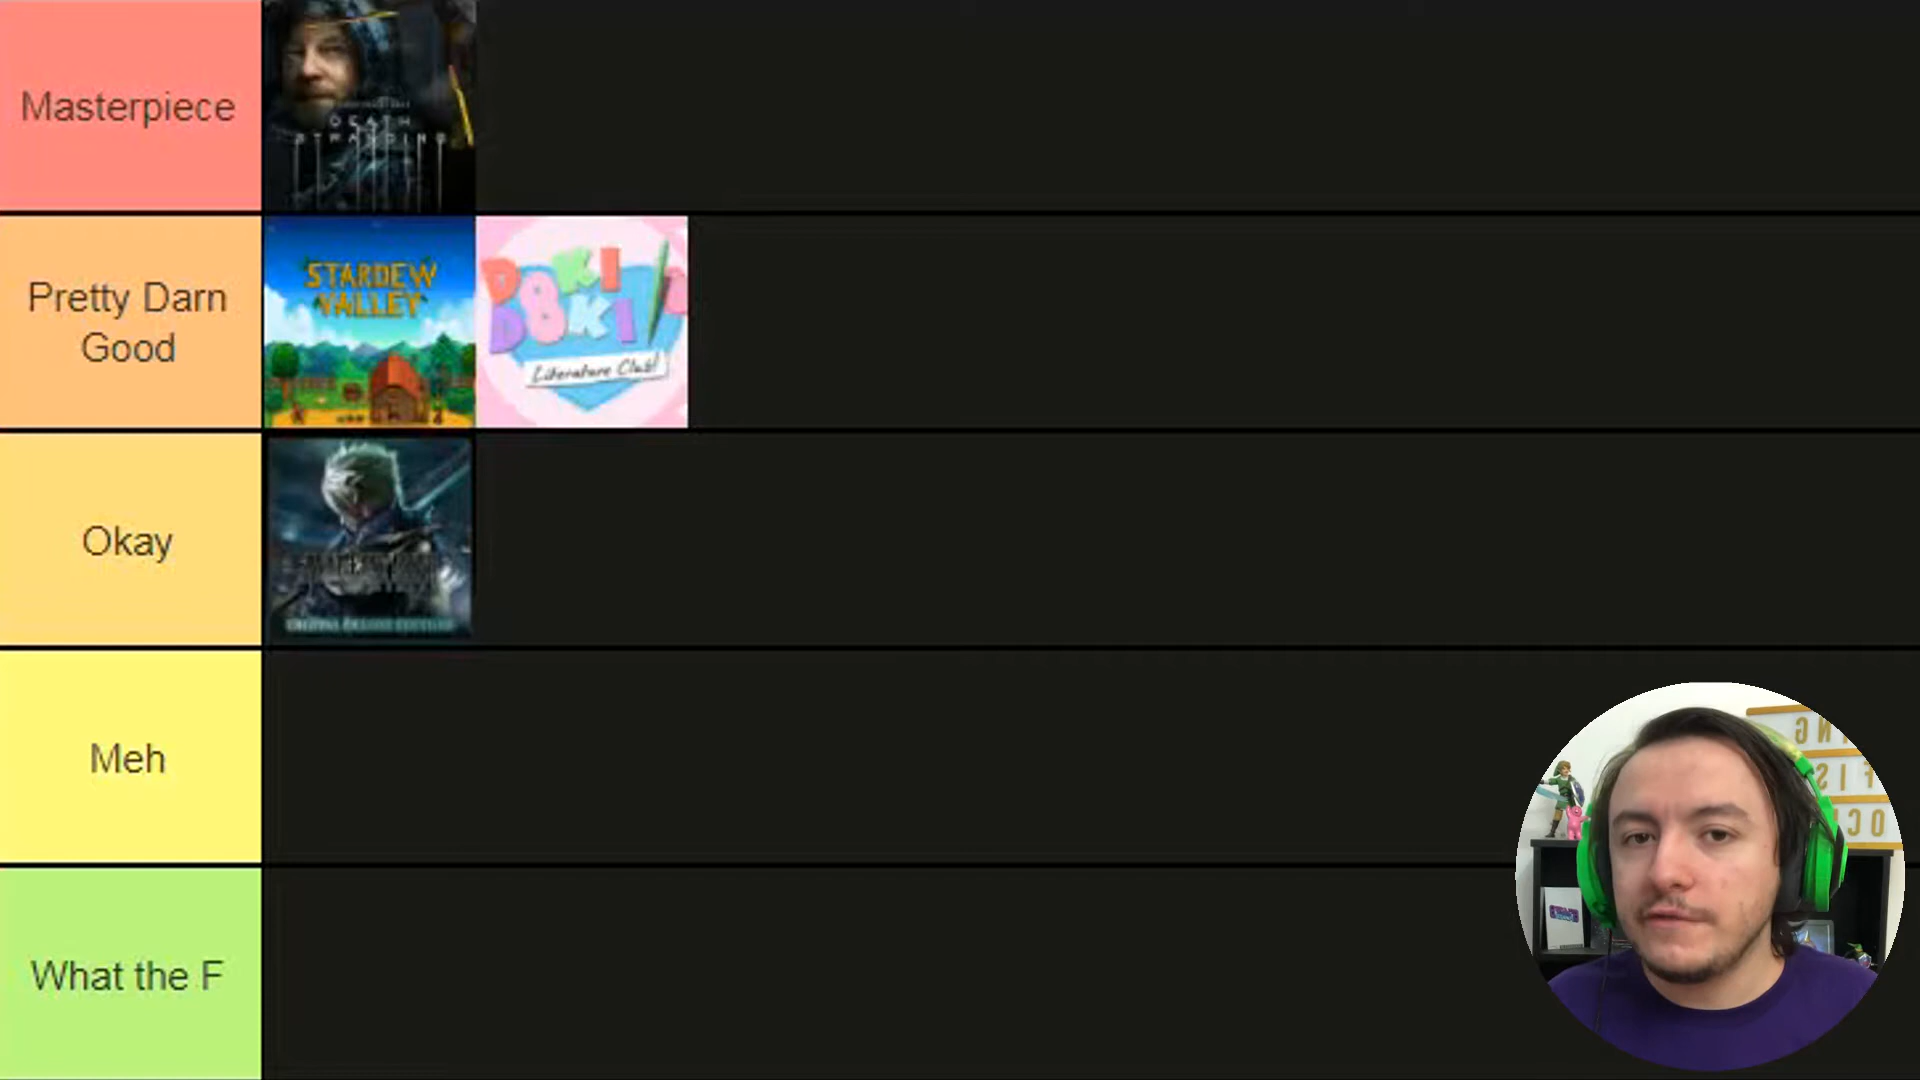 Masterpiece
DEATH
STRANDING
Pretty Darn
Good
STARDEW
VALLEY
DOKI
DOKI
Literature Club!
Okay
Meh
What the F